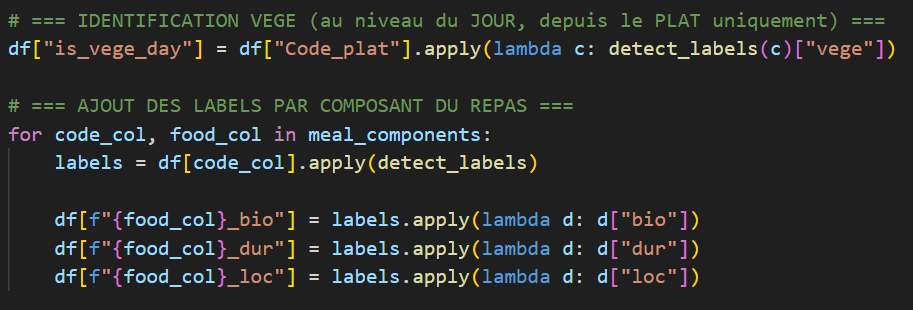 # === IDENTIFICATION VEGE (au niveau du JOUR, depuis le PLAT uniquement) ===
df["is_vege_day"] = df["Code_plat"].apply(lambda c: detect_labels(c)["vege"])
# === AJOUT DES LABELS PAR COMPOSANT DU REPAS ===
for code_col, food_col in meal_components:
    labels = df[code_col].apply(detect_labels)
    df[f"{food_col}_bio"] = labels.apply(lambda d: d["bio"])
    df[f"{food_col}_dur"] = labels.apply(lambda d: d["dur"])
    df[f"{food_col}_loc"] = labels.apply(lambda d: d["loc"])